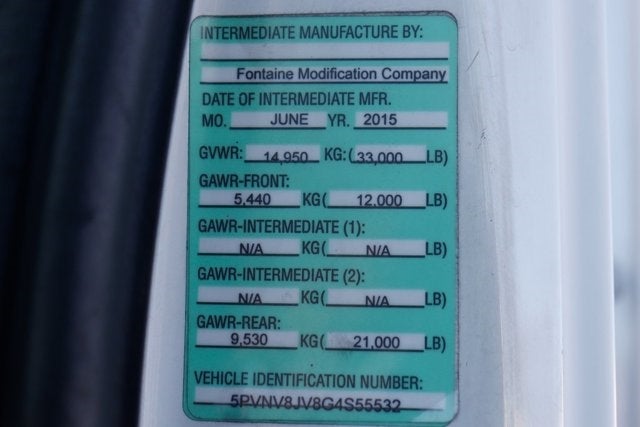 INTERMEDIATE MANUFACTURE BY:
Fontaine Modification Company
DATE OF INTERMEDIATE MFR.
MO. JUNE YR. 2015
GVWR: 14,950 KG: (33,000 LB)
GAWR-FRONT:
5,440 KG( 12,000 LB)
GAWR-INTERMEDIATE (1):
N/A KG( N/A LB)
GAWR-INTERMEDIATE (2):
N/A KG( N/A LB)
GAWR-REAR:
9,530 KG( 21,000 LB)
VEHICLE IDENTIFICATION NUMBER:
5PVNV8JV8G4S55532